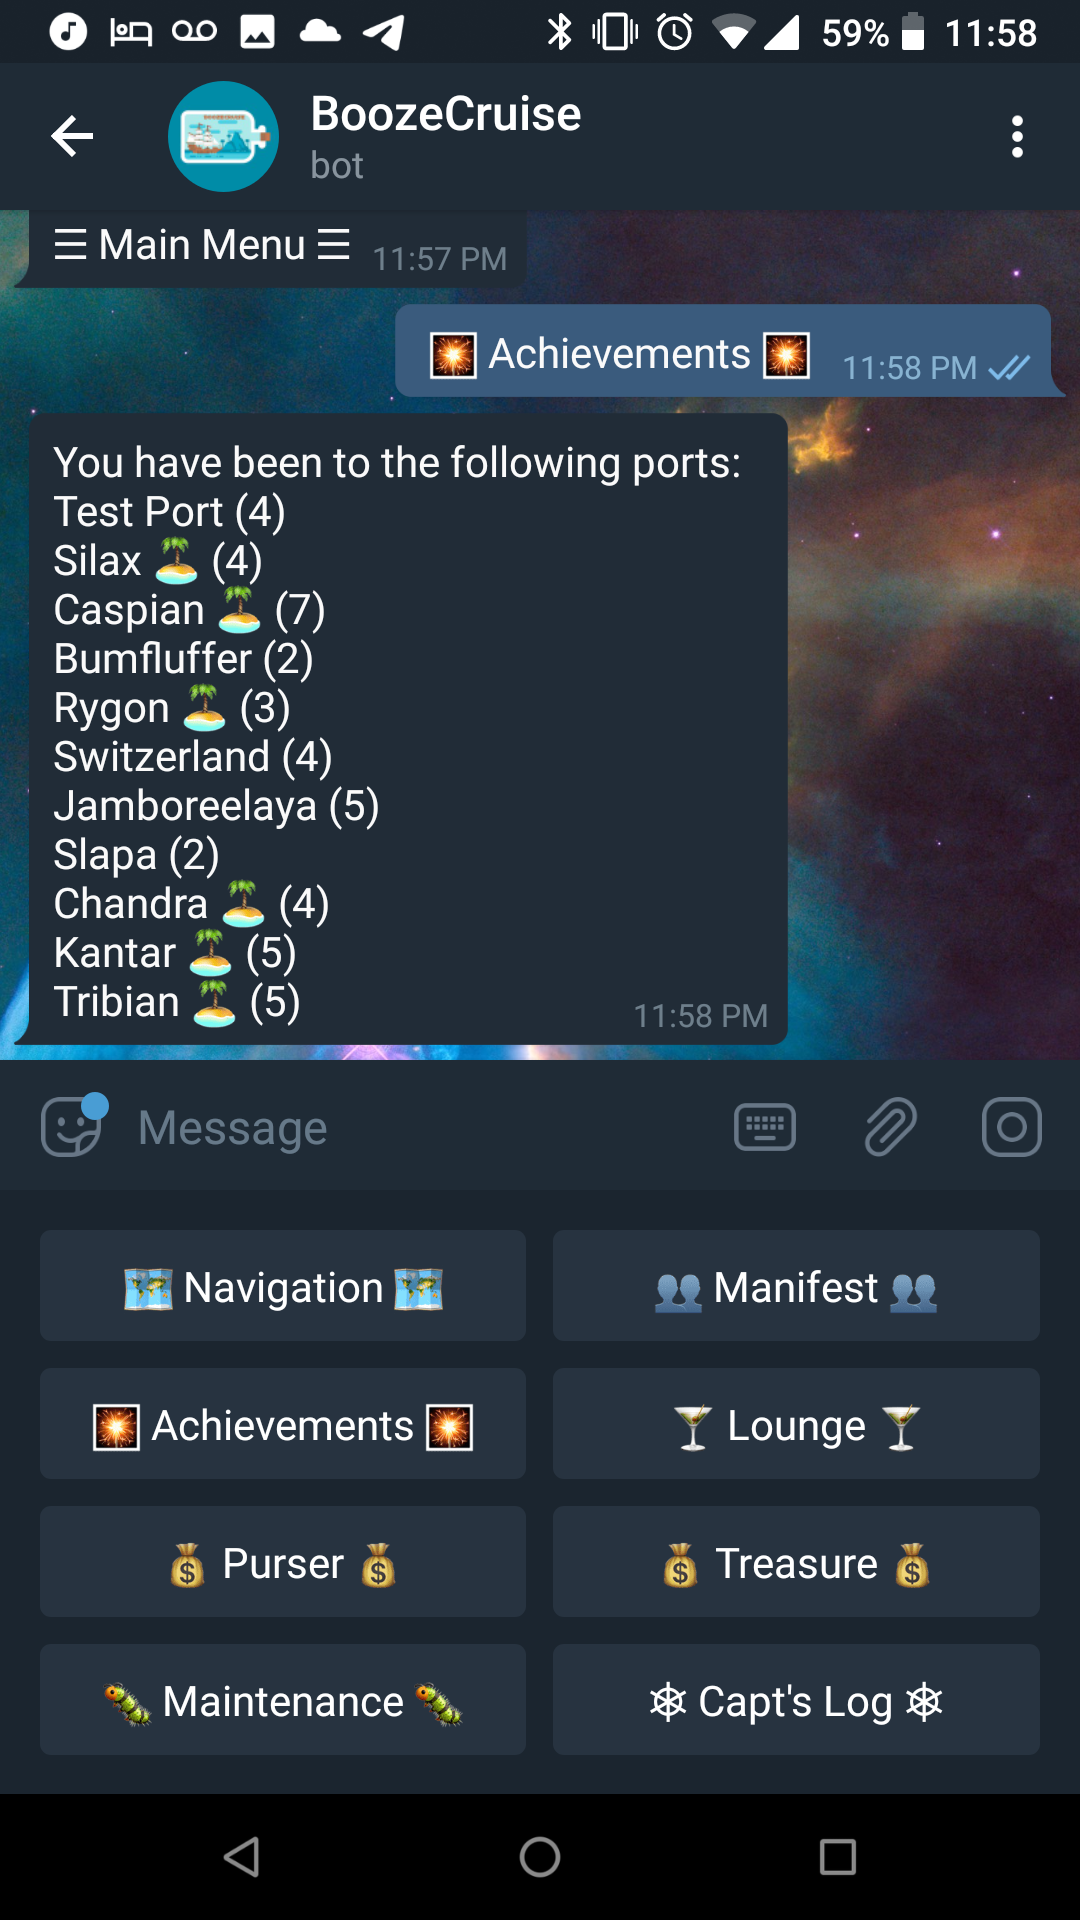 59% 11:58
BoozeCruise
bot
☰ Main Menu ☰ 11:57 PM
🎇 Achievements 🎇 11:58 PM
You have been to the following ports:
Test Port (4)
Silax 🏝 (4)
Caspian 🏝 (7)
Bumfluffer (2)
Rygon 🏝 (3)
Switzerland (4)
Jamboreelaya (5)
Slapa (2)
Chandra 🏝 (4)
Kantar 🏝 (5)
Tribian 🏝 (5) 11:58 PM
Message
🗺 Navigation 🗺
👥 Manifest 👥
🎇 Achievements 🎇
🍸 Lounge 🍸
💰 Purser 💰
💰 Treasure 💰
🐛 Maintenance 🐛
⎈ Capt's Log ⎈